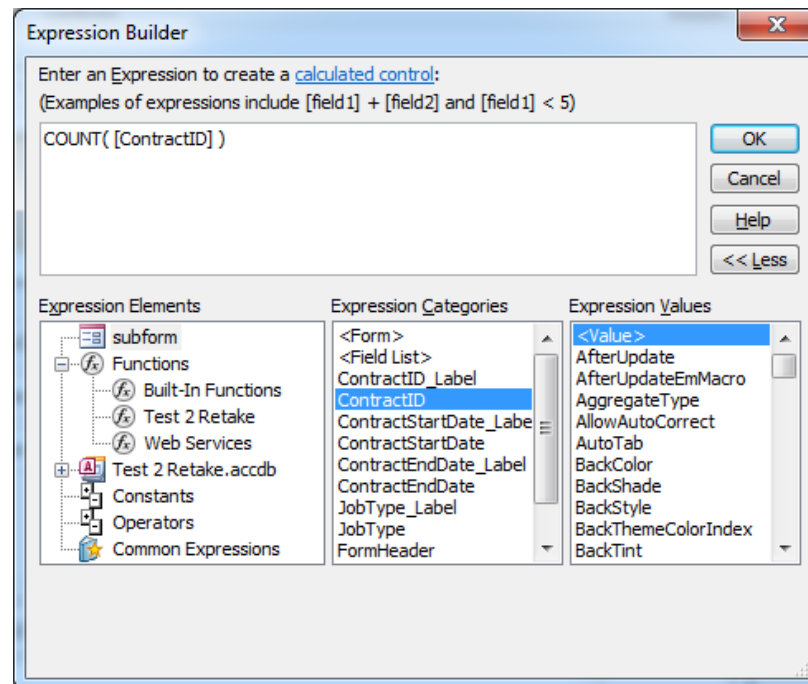 Expression Builder
Enter an Expression to create a calculated control:
(Examples of expressions include [field1] + [field2] and [field1] < 5)
COUNT( [ContractID] )
OK
Cancel
Help
<< Less
Expression Elements
subform
Functions
Built-In Functions
Test 2 Retake
Web Services
Test 2 Retake.accdb
Constants
Operators
Common Expressions
Expression Categories
<Form>
<Field List>
ContractID_Label
ContractID
ContractStartDate_Labe
ContractStartDate
ContractEndDate_Label
ContractEndDate
JobType_Label
JobType
FormHeader
Expression Values
<Value>
AfterUpdate
AfterUpdateEmMacro
AggregateType
AllowAutoCorrect
AutoTab
BackColor
BackShade
BackStyle
BackThemeColorIndex
BackTint